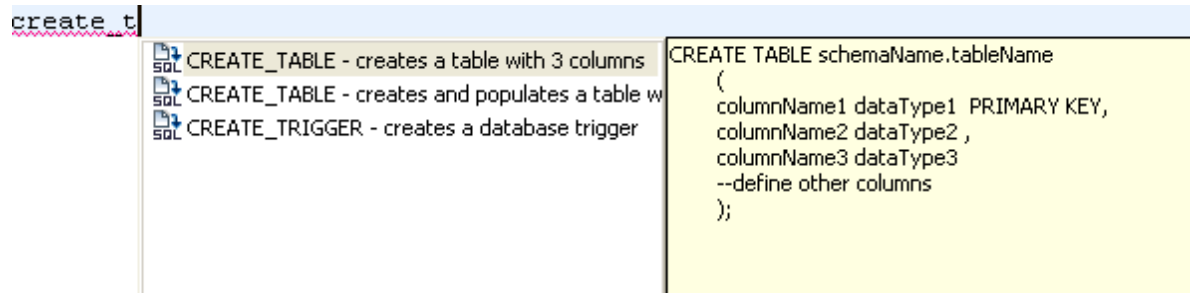 create_t
CREATE_TABLE - creates a table with 3 columns
CREATE_TABLE - creates and populates a table w
CREATE_TRIGGER - creates a database trigger
CREATE TABLE schemaName.tableName
(
columnName1 dataType1  PRIMARY KEY,
columnName2 dataType2 ,
columnName3 dataType3
--define other columns
);